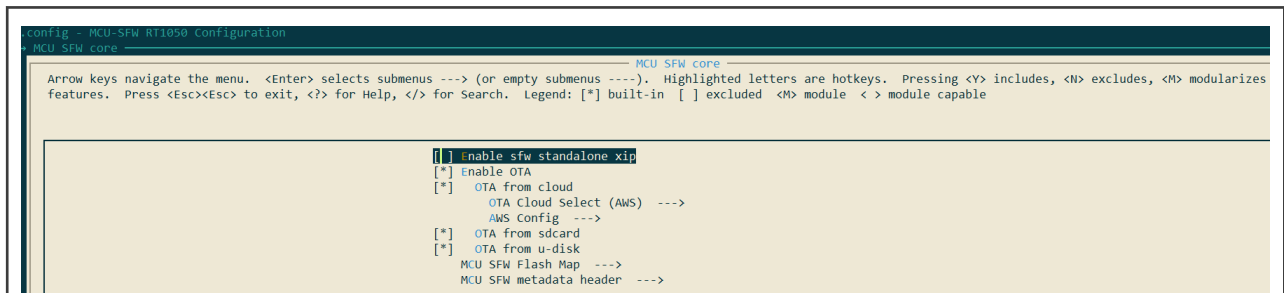 .config - MCU-SFW RT1050 Configuration
→ MCU SFW core
MCU SFW core
Arrow keys navigate the menu. <Enter> selects submenus ---> (or empty submenus ----). Highlighted letters are hotkeys. Pressing <Y> includes, <N> excludes, <M> modularizes
features. Press <Esc><Esc> to exit, <?> for Help, </> for Search. Legend: [*] built-in [ ] excluded <M> module < > module capable
[ ] Enable sfw standalone xip
[*] Enable OTA
[*] OTA from cloud
OTA Cloud Select (AWS) --->
AWS Config --->
[*] OTA from sdcard
[*] OTA from u-disk
MCU SFW Flash Map --->
MCU SFW metadata header --->